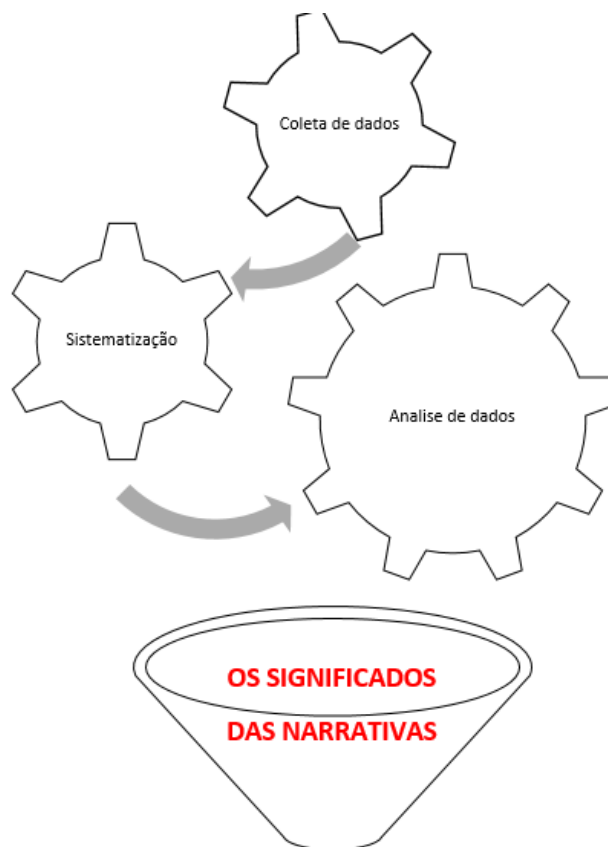 Coleta de dados
Sistematização
Analise de dados
OS SIGNIFICADOS
DAS NARRATIVAS